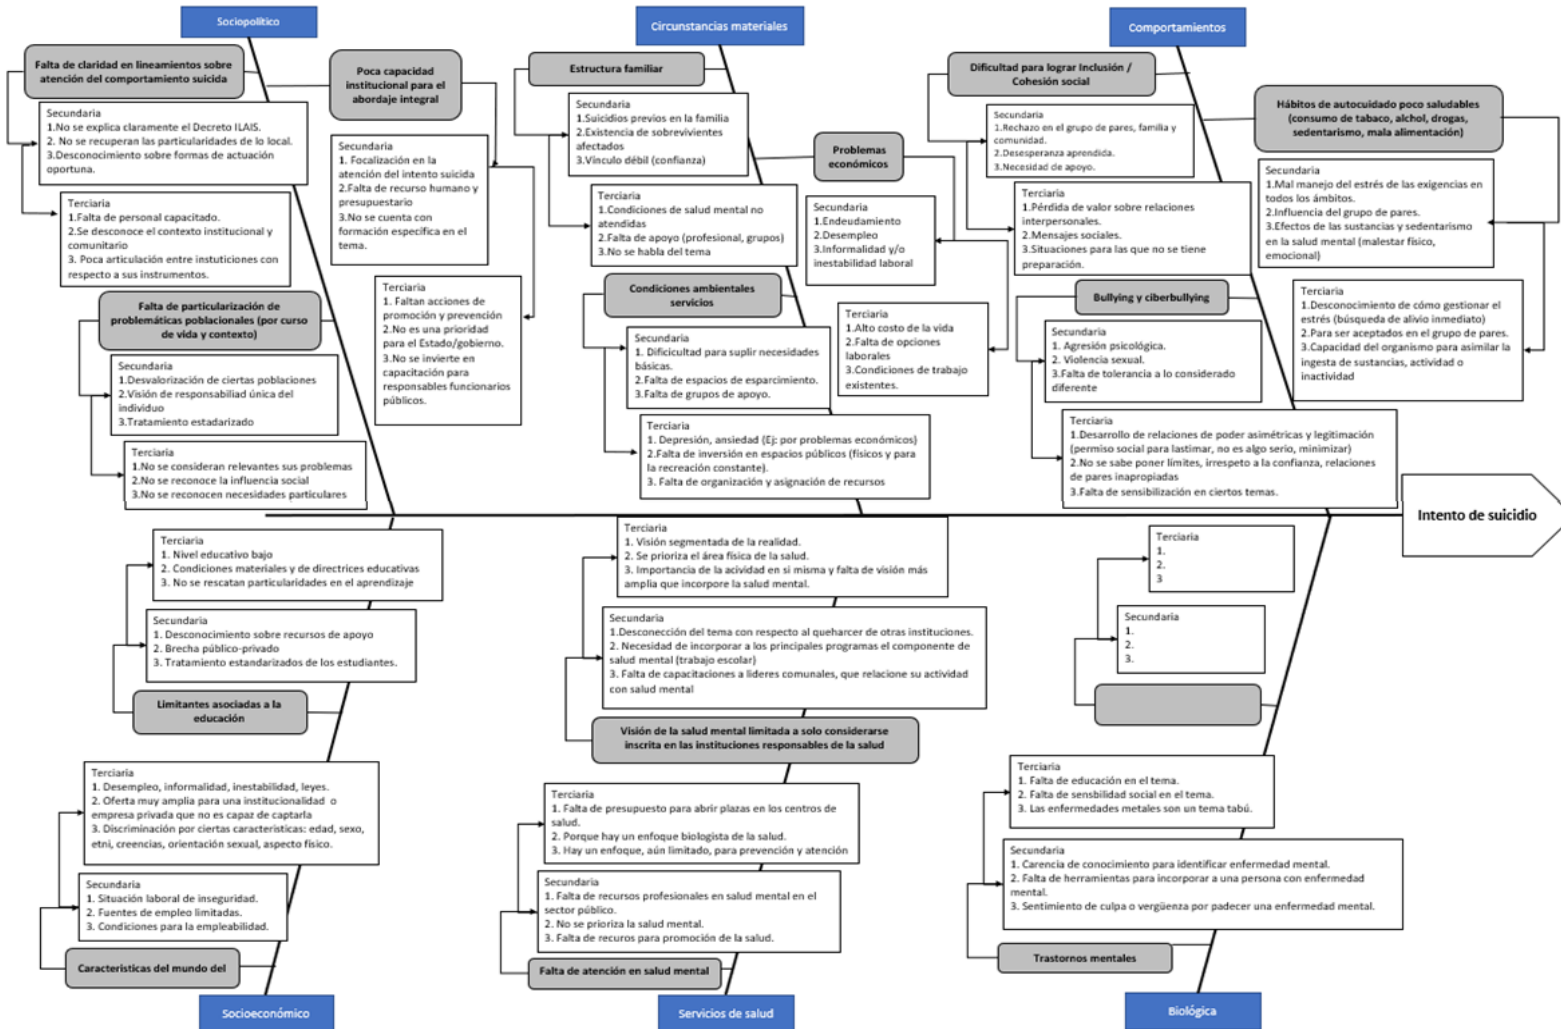 Sociopolítico
Falta de claridad en lineamientos sobre
atención del comportamiento suicida
Secundaria
1.No se explica claramente el Decreto ILAIS.
2. No se recuperan las particularidades de lo local.
3.Desconocimiento sobre formas de actuación
oportuna.
Terciaria
1.Falta de personal capacitado.
2.Se desconoce el contexto institucional y
comunitario
3. Poca articulación entre instuticiones con
respecto a sus instrumentos.
Poca capacidad
institucional para el
abordaje integral
Secundaria
1. Focalización en la
atención del intento suicida
2.Falta de recurso humano y
presupuestario
3.No se cuenta con
formación específica en el
tema.
Terciaria
1. Faltan acciones de
promoción y prevención
2.No es una prioridad
para el Estado/gobierno.
3.No se invierte en
capacitación para
responsables funcionarios
públicos.
Falta de particularización de
problemáticas poblacionales (por curso
de vida y contexto)
Secundaria
1.Desvalorización de ciertas poblaciones
2.Visión de responsabiliad única del
individuo
3.Tratamiento estadarizado
Terciaria
1.No se consideran relevantes sus problemas
2.No se reconoce la influencia social
3.No se reconocen necesidades particulares
Circunstancias materiales
Estructura familiar
Secundaria
1.Suicidios previos en la familia
2.Existencia de sobrevivientes
afectados
3.Vínculo débil (confianza)
Terciaria
1.Condiciones de salud mental no
atendidas
2.Falta de apoyo (profesional, grupos)
3.No se habla del tema
Problemas
económicos
Secundaria
1.Endeudamiento
2.Desempleo
3.Informalidad y/o
inestabilidad laboral
Terciaria
1.Alto costo de la vida
2.Falta de opciones
laborales
3.Condiciones de trabajo
existentes.
Condiciones ambientales
servicios
Secundaria
1. Dificicultad para suplir necesidades
básicas.
2.Falta de espacios de esparcimiento.
3.Falta de grupos de apoyo.
Terciaria
1. Depresión, ansiedad (Ej: por problemas económicos)
2.Falta de inversión en espacios públicos (físicos y para
la recreación constante).
3. Falta de organización y asignación de recursos
Comportamientos
Dificultad para lograr Inclusión /
Cohesión social
Secundaria
1.Rechazo en el grupo de pares, familia y
comunidad.
2.Desesperanza aprendida.
3.Necesidad de apoyo.
Terciaria
1.Pérdida de valor sobre relaciones
interpersonales.
2.Mensajes sociales.
3.Situaciones para las que no se tiene
preparación.
Hábitos de autocuidado poco saludables
(consumo de tabaco, alchol, drogas,
sedentarismo, mala alimentación)
Secundaria
1.Mal manejo del estrés de las exigencias en
todos los ámbitos.
2.Influencia del grupo de pares.
3.Efectos de las sustancias y sedentarismo
en la salud mental (malestar físico,
emocional)
Terciaria
1.Desconocimiento de cómo gestionar el
estrés (búsqueda de alivio inmediato)
2.Para ser aceptados en el grupo de pares.
3.Capacidad del organismo para asimilar la
ingesta de sustancias, actividad o
inactividad
Bullying y ciberbullying
Secundaria
1. Agresión psicológica.
2. Violencia sexual.
3.Falta de tolerancia a lo considerado
diferente
Terciaria
1.Desarrollo de relaciones de poder asimétricas y legitimación
(permiso social para lastimar, no es algo serio, minimizar)
2.No se sabe poner límites, irrespeto a la confianza, relaciones
de pares inapropiadas
3.Falta de sensibilización en ciertos temas.
Intento de suicidio
Terciaria
1. Nivel educativo bajo
2. Condiciones materiales y de directrices educativas
3. No se rescatan particularidades en el aprendizaje
Secundaria
1. Desconocimiento sobre recursos de apoyo
2. Brecha público-privado
3. Tratamiento estandarizados de los estudiantes.
Limitantes asociadas a la
educación
Terciaria
1. Desempleo, informalidad, inestabilidad, leyes.
2. Oferta muy amplia para una institucionalidad o
empresa privada que no es capaz de captarla
3. Discriminación por ciertas características: edad, sexo,
etni, creencias, orientación sexual, aspecto físico.
Secundaria
1. Situación laboral de inseguridad.
2. Fuentes de empleo limitadas.
3. Condiciones para la empleabilidad.
Características del mundo del
Socioeconómico
Terciaria
1. Visión segmentada de la realidad.
2. Se prioriza el área física de la salud.
3. Importancia de la acividad en si misma y falta de visión más
amplia que incorpore la salud mental.
Secundaria
1.Desconección del tema con respecto al queharcer de otras instituciones.
2. Necesidad de incorporar a los principales programas el componente de
salud mental (trabajo escolar)
3. Falta de capacitaciones a lideres comunales, que relacione su actividad
con salud mental
Visión de la salud mental limitada a solo considerarse
inscrita en las instituciones responsables de la salud
Terciaria
1. Falta de presupuesto para abrir plazas en los centros de
salud.
2. Porque hay un enfoque biologista de la salud.
3. Hay un enfoque, aún limitado, para prevención y atención
Secundaria
1. Falta de recursos profesionales en salud mental en el
sector público.
2. No se prioriza la salud mental.
3. Falta de recuros para promoción de la salud.
Falta de atención en salud mental
Servicios de salud
Terciaria
1.
2.
3
Secundaria
1.
2.
3.
Terciaria
1. Falta de educación en el tema.
2. Falta de sensbilidad social en el tema.
3. Las enfermedades metales son un tema tabú.
Secundaria
1. Carencia de conocimiento para identificar enfermedad mental.
2. Falta de herramientas para incorporar a una persona con enfermedad
mental.
3. Sentimiento de culpa o vergüenza por padecer una enfermedad mental.
Trastornos mentales
Biológica